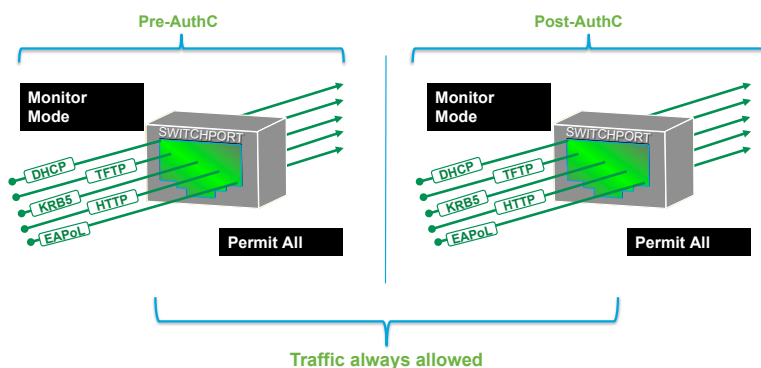 Pre-AuthC
Post-AuthC
Monitor
Mode
SWITCHPORT
DHCP
TFTP
KRB5
HTTP
EAPoL
Permit All
Monitor
Mode
SWITCHPORT
DHCP
TFTP
KRB5
HTTP
EAPoL
Permit All
Traffic always allowed